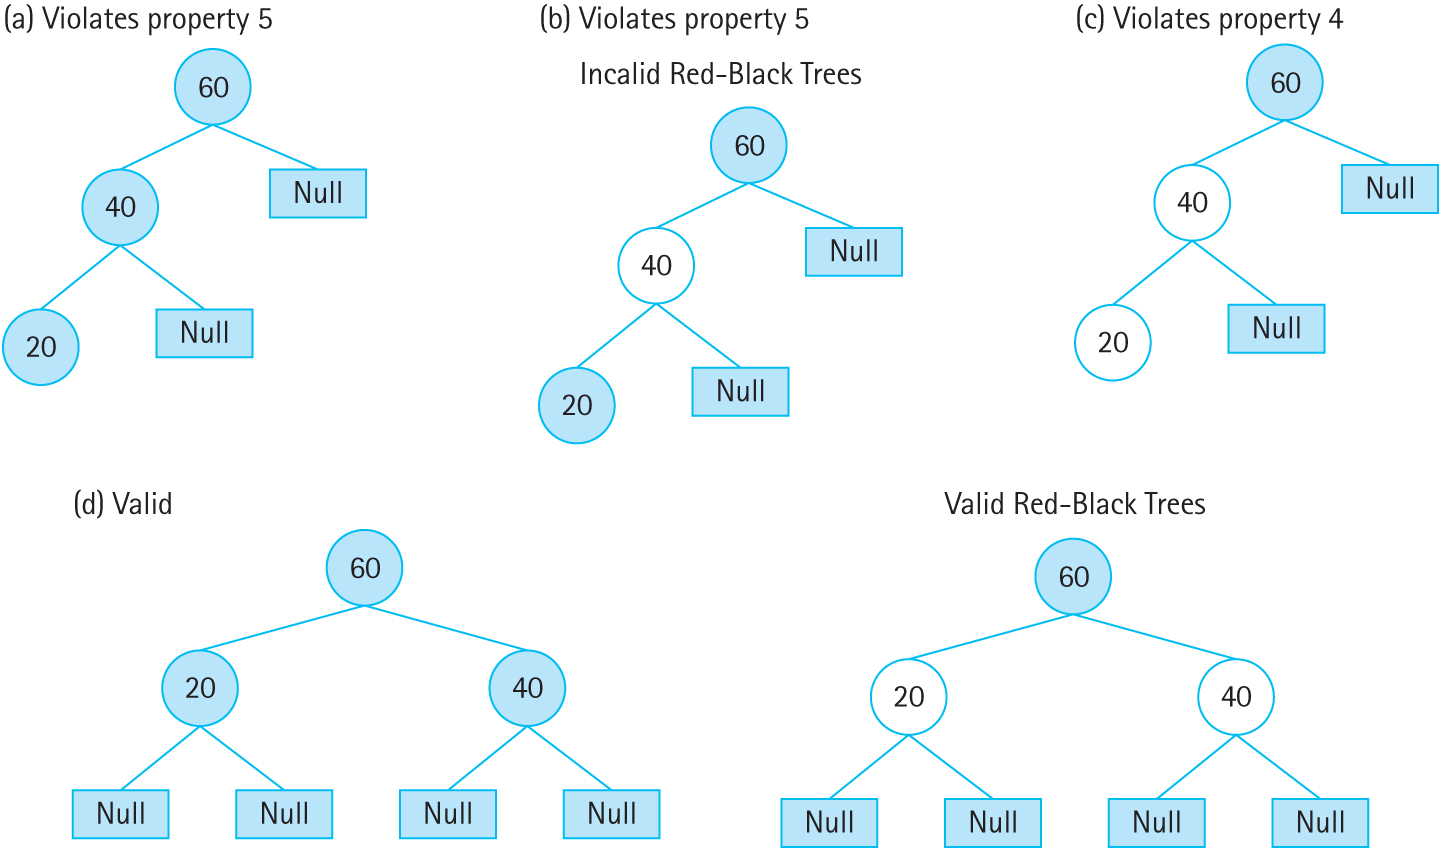 (a) Violates property 5
(b) Violates property 5
(c) Violates property 4
Incalid Red-Black Trees
60
40
Null
20
Null
60
40
Null
20
Null
60
40
Null
20
Null
(d) Valid
Valid Red-Black Trees
60
20
40
Null
Null
Null
Null
60
20
40
Null
Null
Null
Null